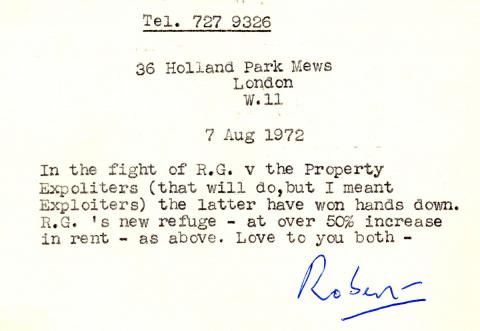 Tel. 727 9326
36 Holland Park Mews
London
W.11
7 Aug 1972
In the fight of R.G. v the Property
Expoliters (that will do,but I meant
Exploiters) the latter have won hands down.
R.G. 's new refuge - at over 50% increase
in rent - as above. Love to you both -
Robert